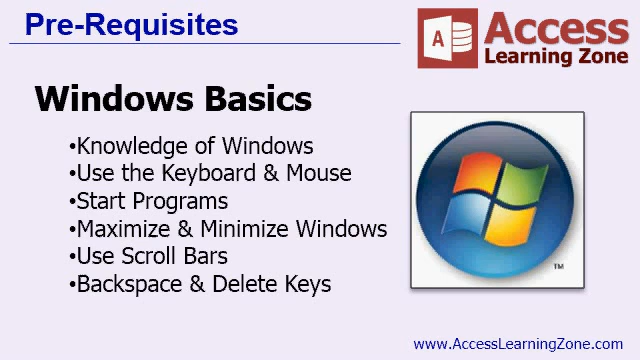 Pre-Requisites
A
Access
Learning Zone
Windows Basics
•Knowledge of Windows
•Use the Keyboard & Mouse
•Start Programs
•Maximize & Minimize Windows
•Use Scroll Bars
•Backspace & Delete Keys
TM
www.AccessLearningZone.com